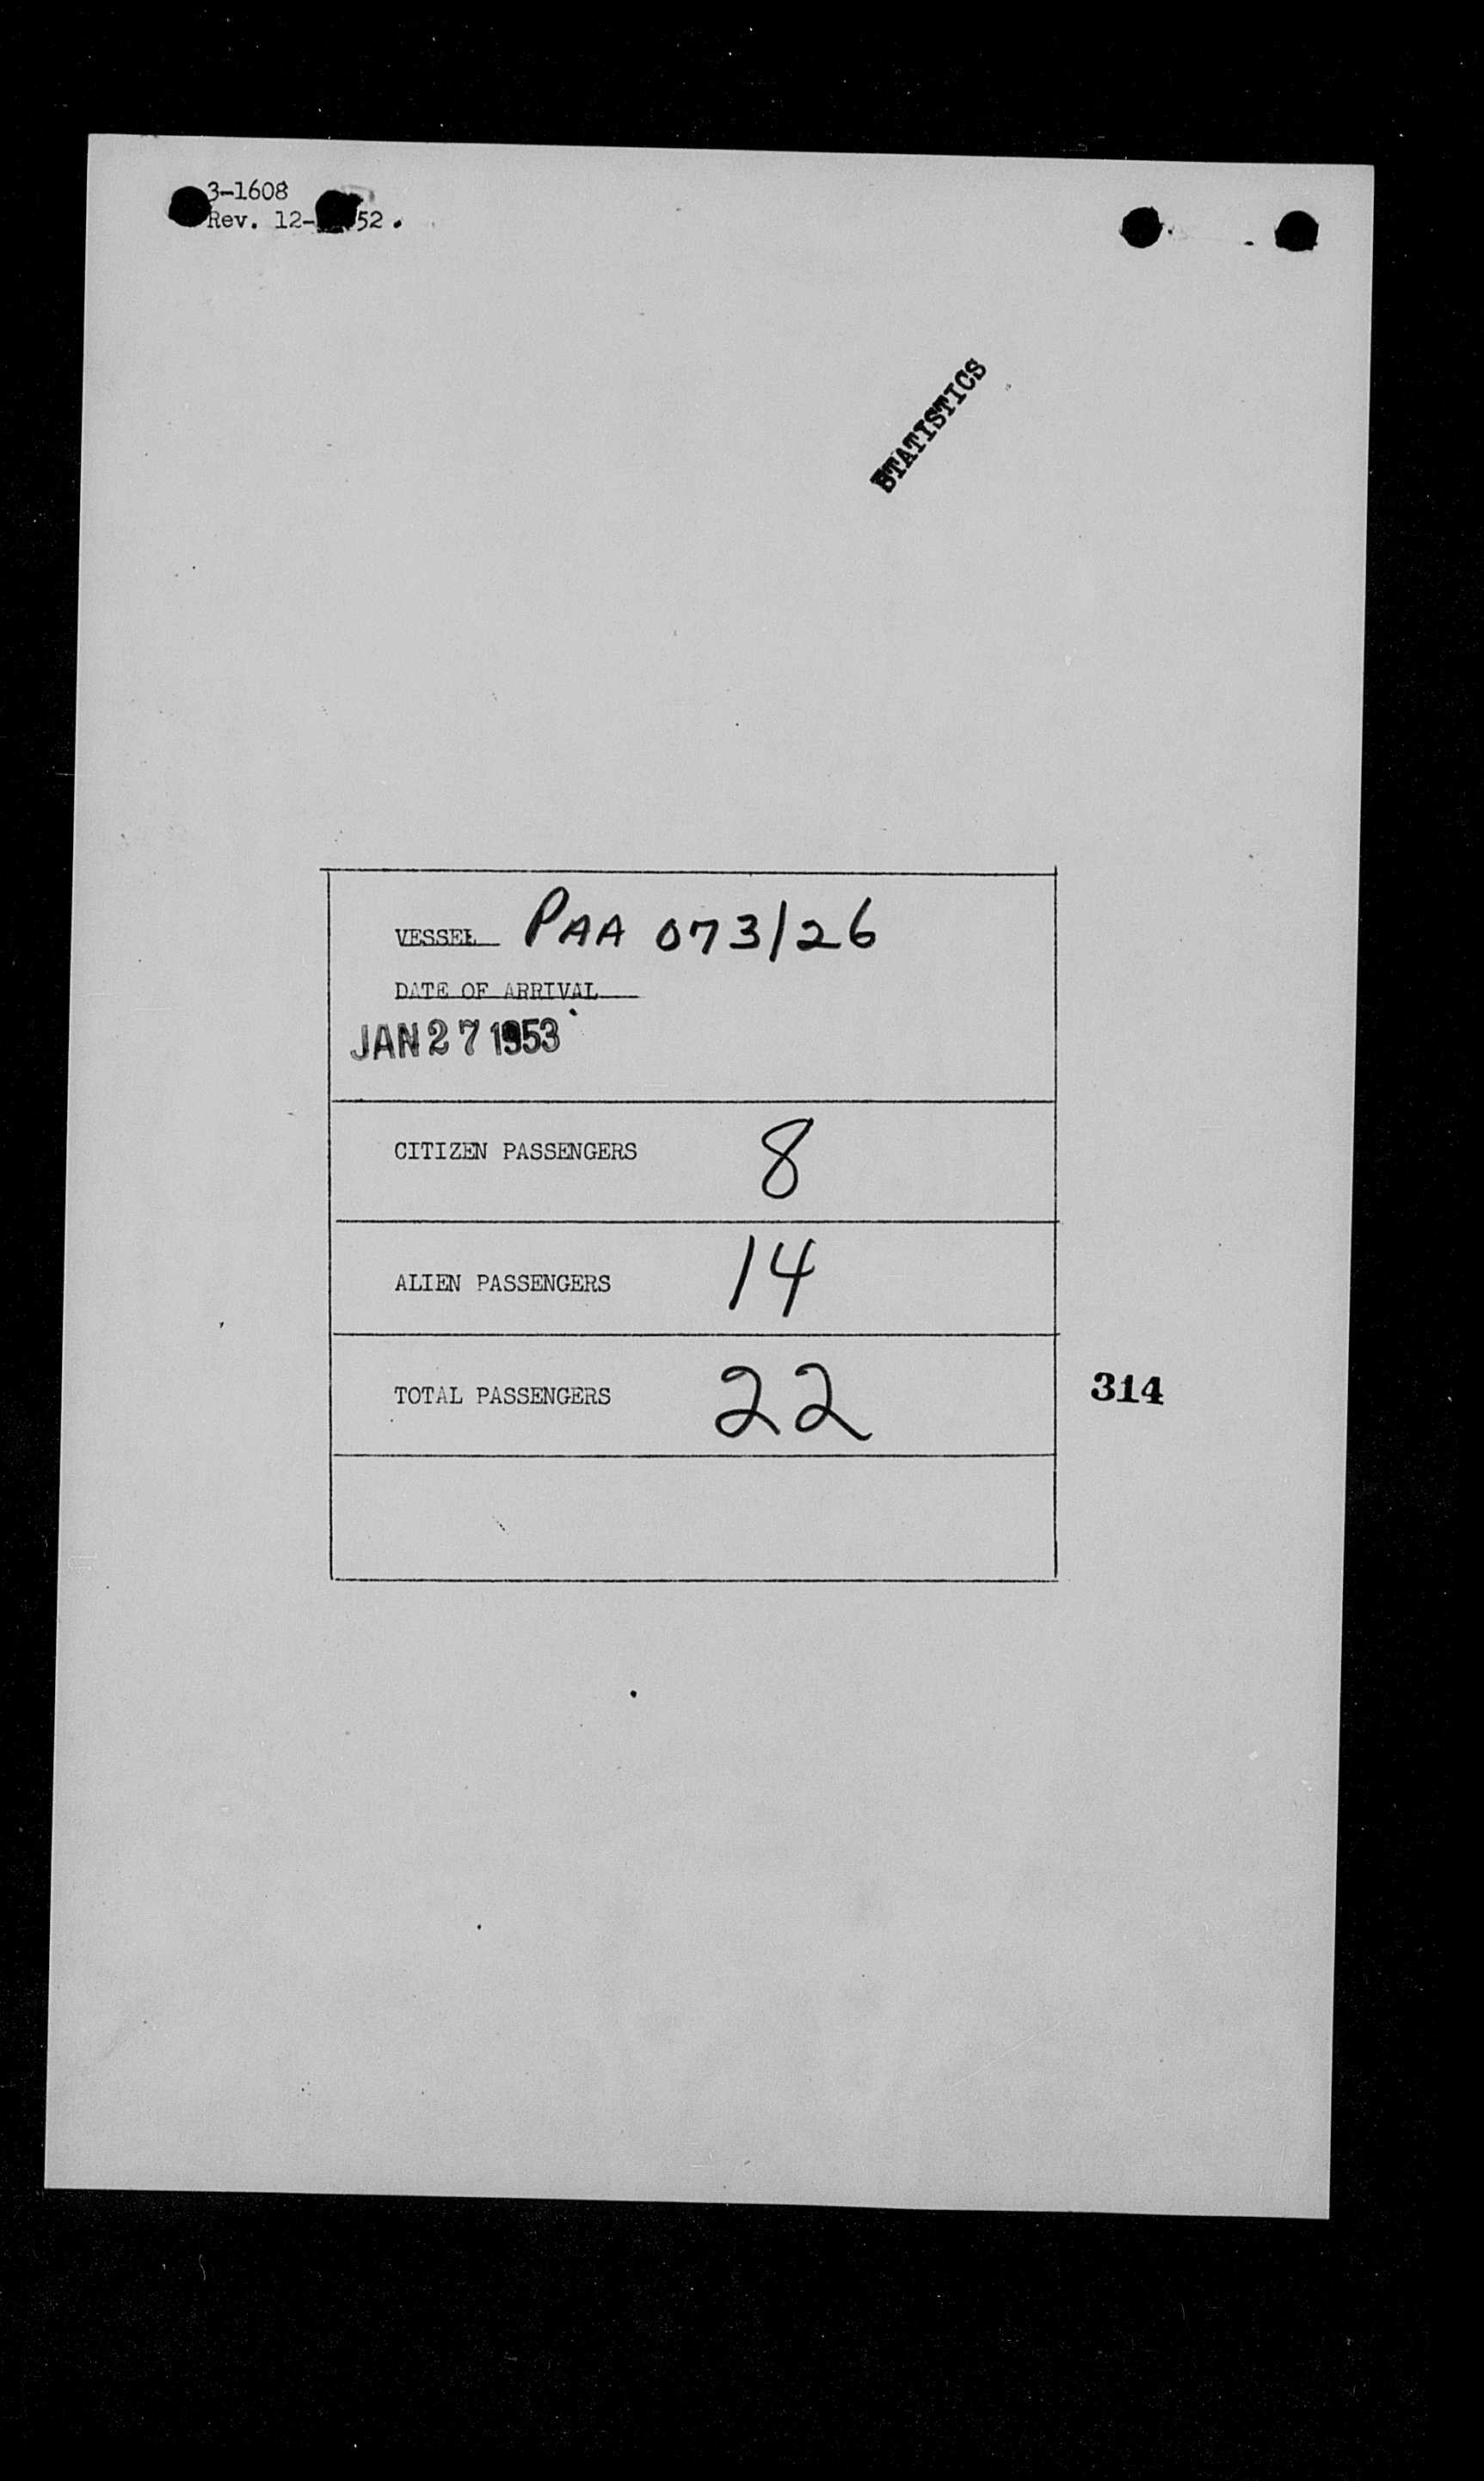 3-1608
Rev. 12- 52.
STATISTICS
VESSEL PAA 073/26
DATE OF ARRIVAL
JAN 27 1953
CITIZEN PASSENGERS 8
ALIEN PASSENGERS 14
TOTAL PASSENGERS 22
314